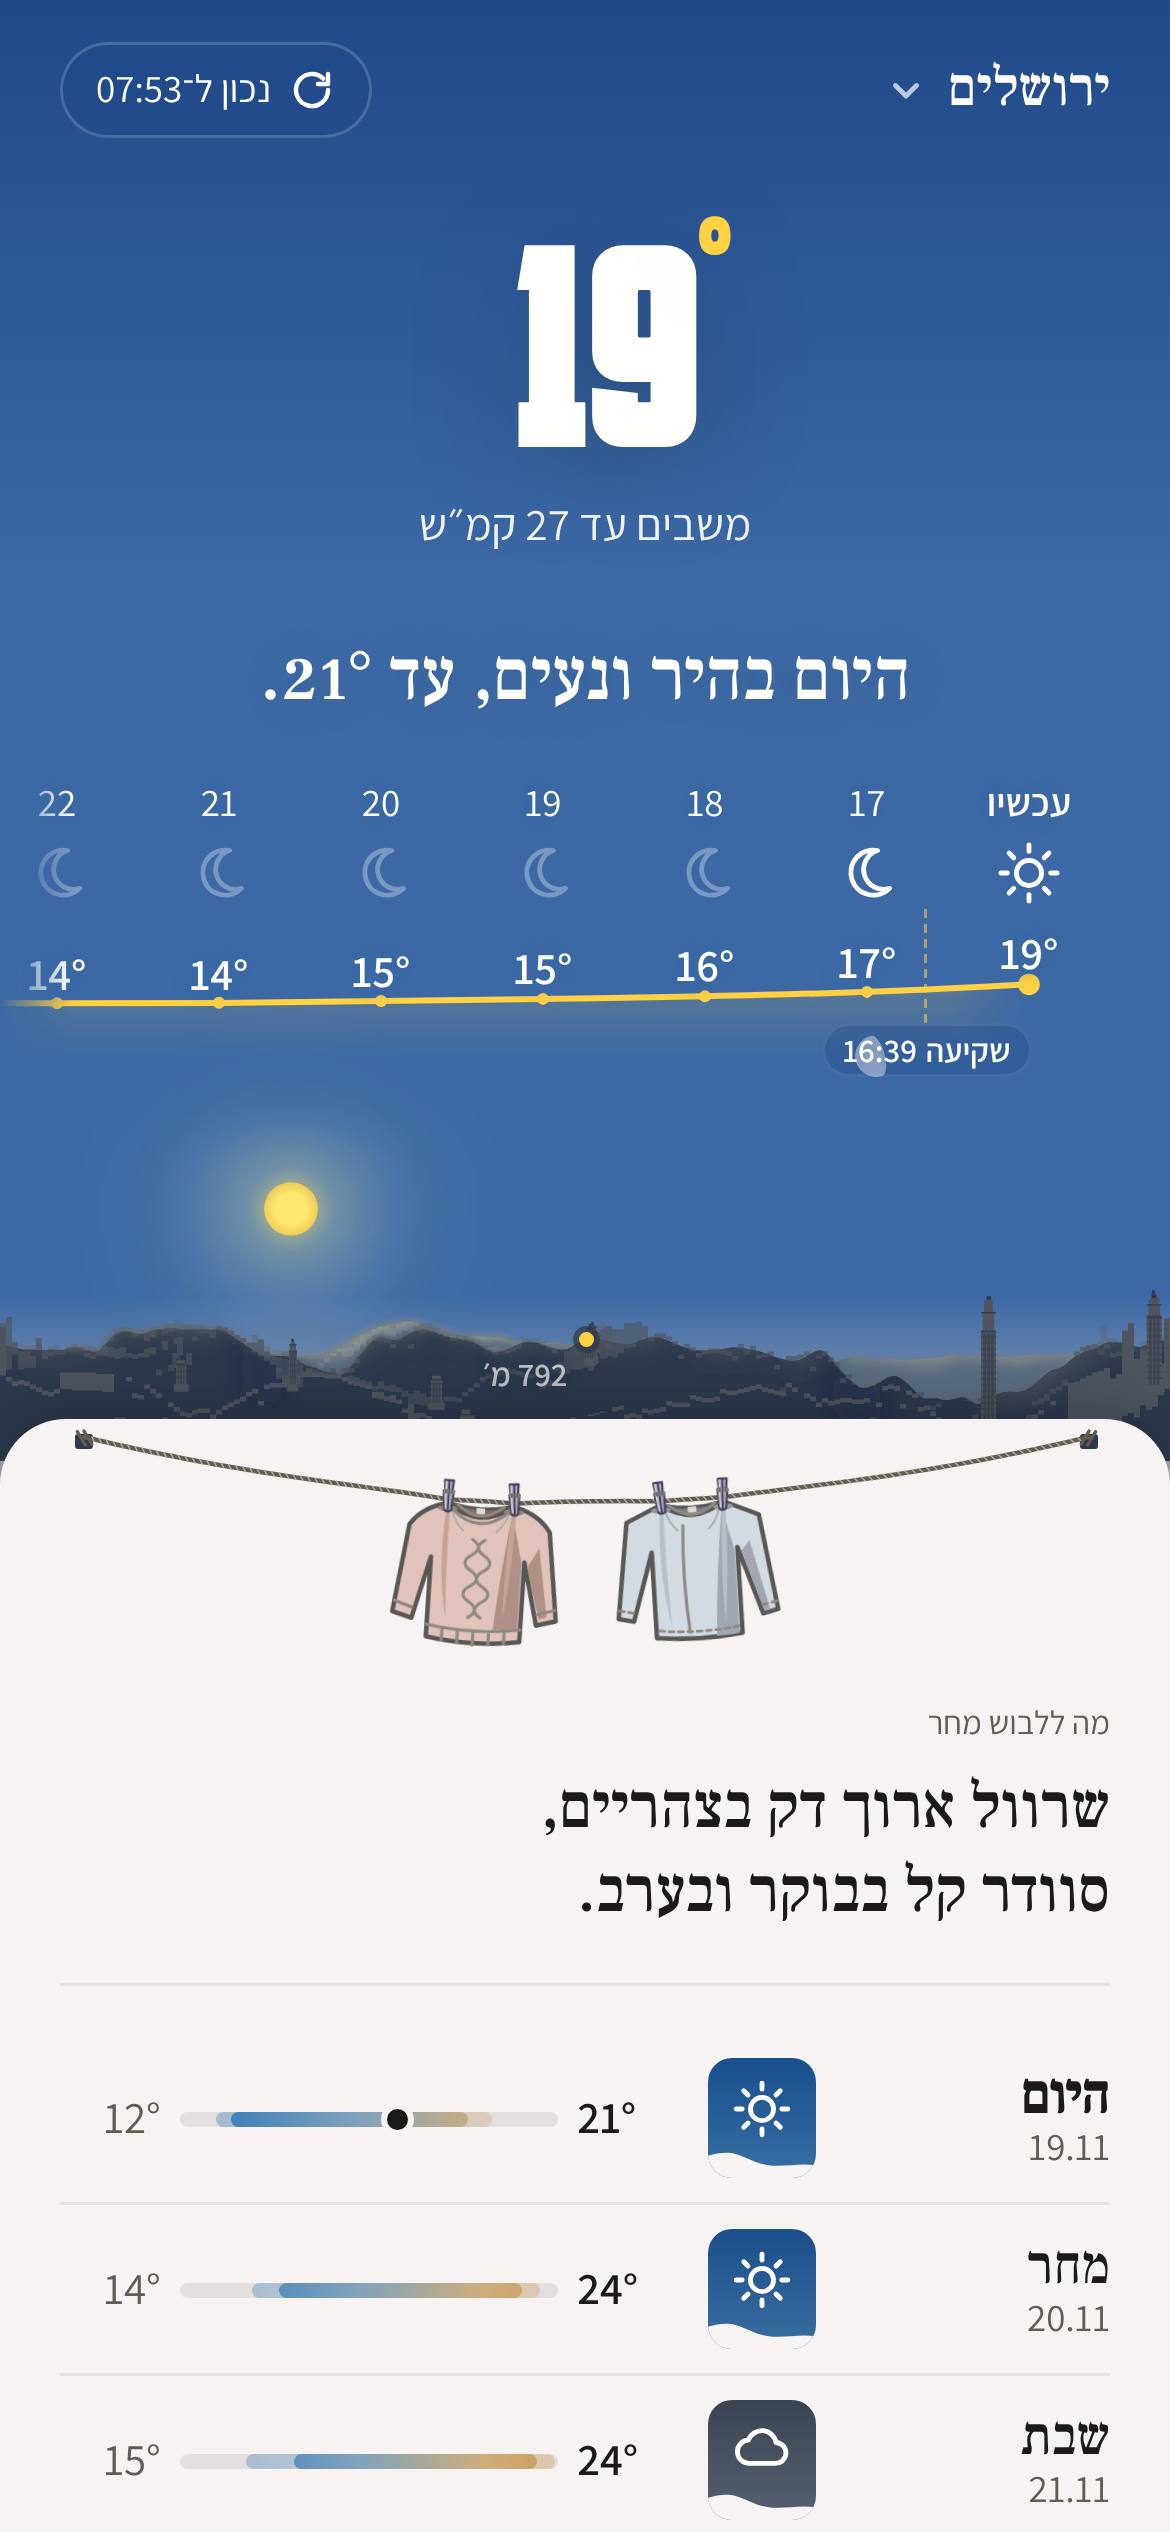 ירושלים
נכון ל־07:53
19°
משבים עד 27 קמ״ש
היום בהיר ונעים, עד 21°.
עכשיו 17 18 19 20 21 22
19° 17° 16° 15° 15° 14° 14°
שקיעה 16:39
792 מ׳
מה ללבוש מחר
שרוול ארוך דק בצהריים,
סוודר קל בבוקר ובערב.
היום
19.11
21° 12°
מחר
20.11
24° 14°
שבת
21.11
24° 15°